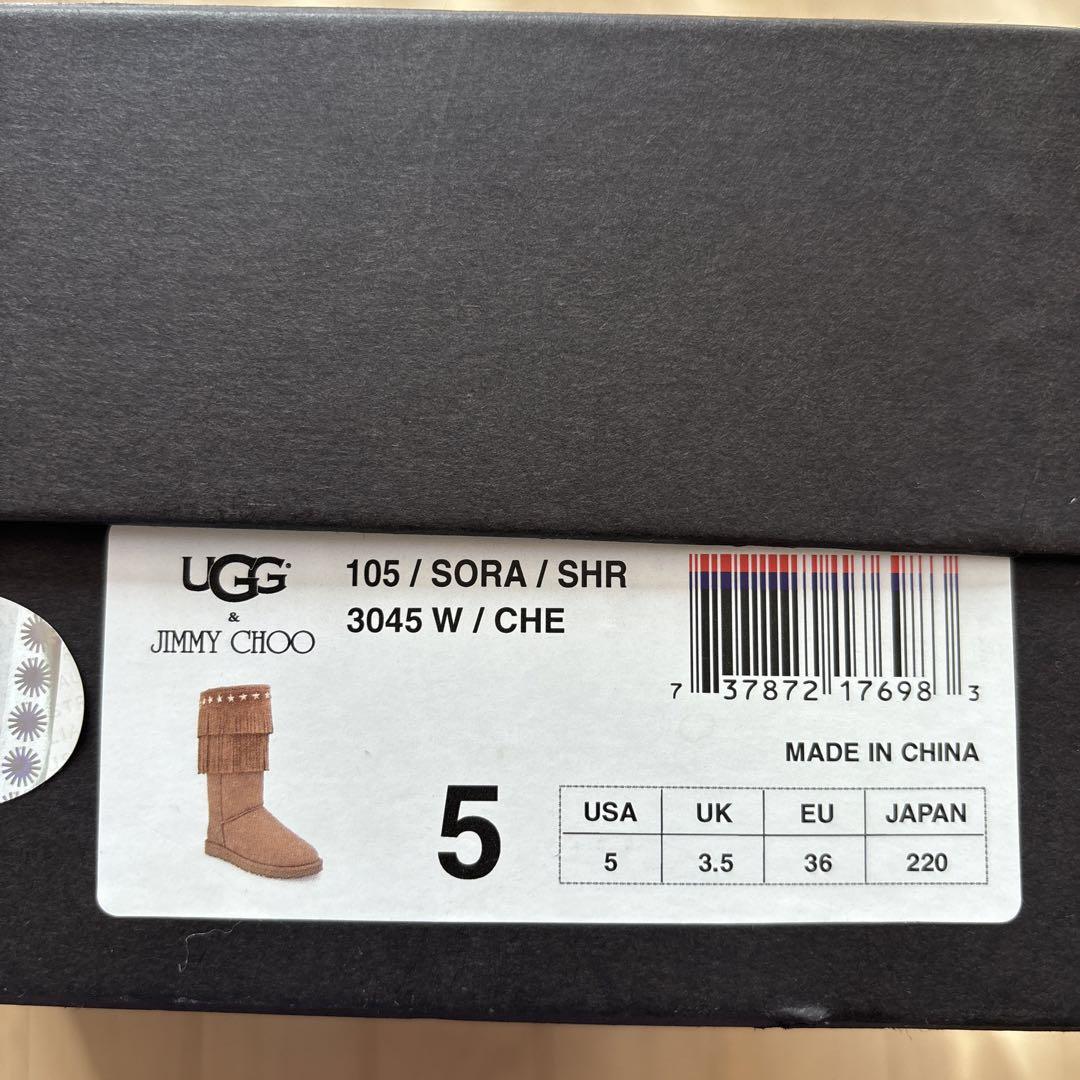 UGG
&
JIMMY CHOO
105 / SORA / SHR
3045 W / CHE
7 37872 17698 3
MADE IN CHINA
5
USA UK EU JAPAN
5 3.5 36 220